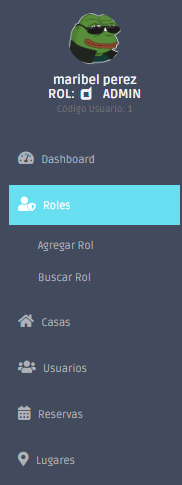 maribel perez
ROL: ADMIN
Código Usuario: 1
Dashboard
Roles
Agregar Rol
Buscar Rol
Casas
Usuarios
Reservas
Lugares